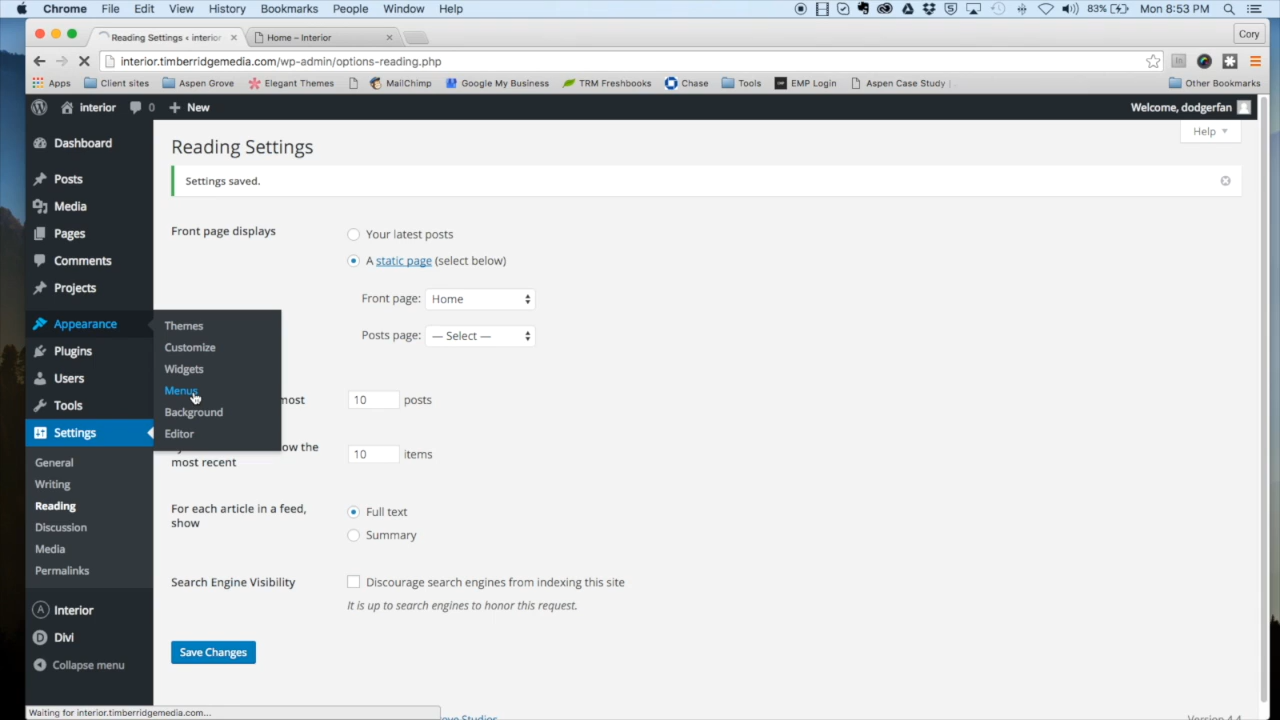 Chrome File Edit View History Bookmarks People Window Help 83% Mon 8:53 PM
Reading Settings < interior Home – Interior Cory
interior.timberridgemedia.com/wp-admin/options-reading.php
Apps Client sites Aspen Grove Elegant Themes MailChimp Google My Business TRM Freshbooks Chase Tools EMP Login Aspen Case Study Other Bookmarks
interior 0 New Welcome, dodgerfan
Help
Dashboard
Posts
Media
Pages
Comments
Projects
Appearance
Plugins
Users
Tools
Settings
General
Writing
Reading
Discussion
Media
Permalinks
Interior
Divi
Collapse menu
Themes
Customize
Widgets
Menus
Background
Editor
Reading Settings
Settings saved.
Front page displays
Your latest posts
A static page (select below)
Front page: Home
Posts page: — Select —
most
10 posts
ow the
most recent
10 items
For each article in a feed,
show
Full text
Summary
Search Engine Visibility
Discourage search engines from indexing this site
It is up to search engines to honor this request.
Save Changes
Waiting for interior.timberridgemedia.com...
Studios
Version 4.4